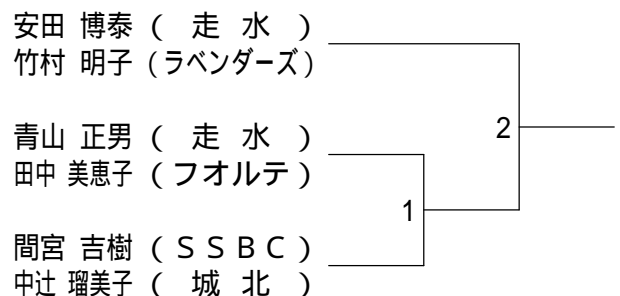 安田 博泰 ( 走 水 )
竹村 明子 (ラベンダーズ)
2
青山 正男 ( 走 水 )
田中 美恵子 ( フオルテ )
1
間宮 吉樹 ( S S B C )
中辻 瑠美子 ( 城 北 )